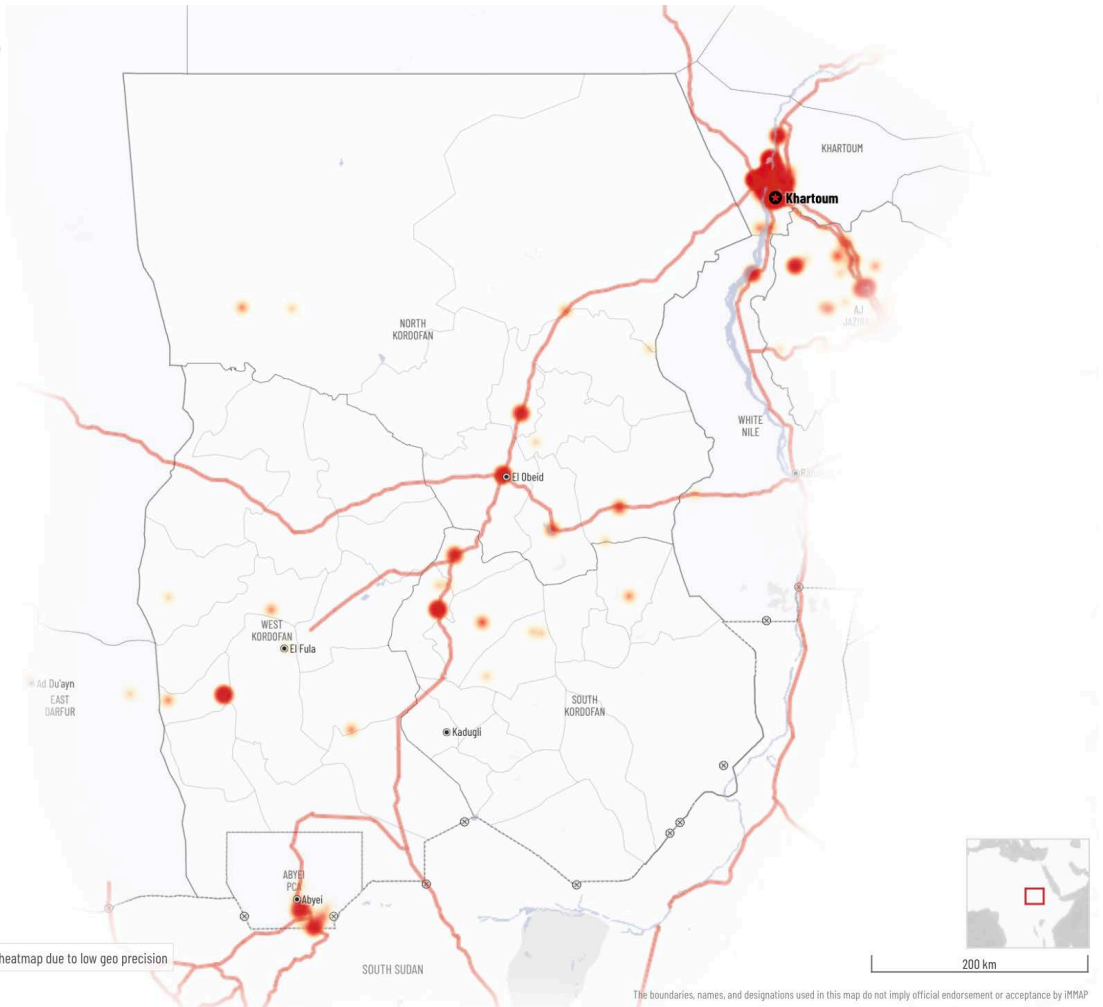 KHARTOUM
Khartoum
NORTH
KORDOFAN
AJ
WHITE
NILE
El Obeid
WEST
KORDOFAN
El Fula
Ad Du'ayn
EAST
DARFUR
SOUTH
KORDOFAN
Kadugli
ABYEI
PCA
Abyei
heatmap due to low geo precision
SOUTH SUDAN
200 km
The boundaries, names, and designations used in this map do not imply official endorsement or acceptance by iMMAP